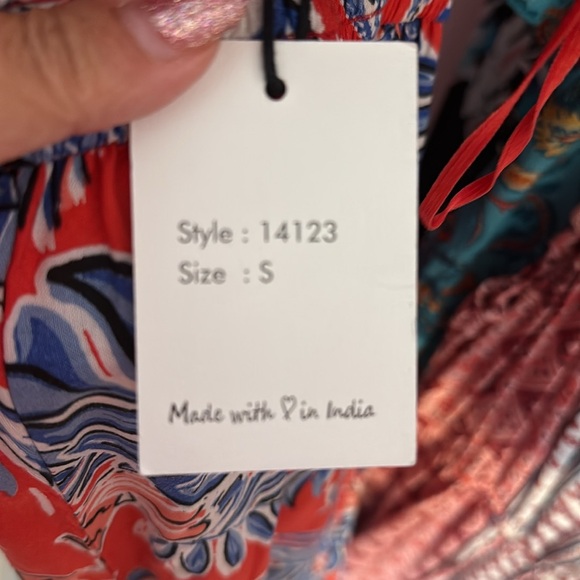 Style : 14123
Size : S
Made with ♡ in India